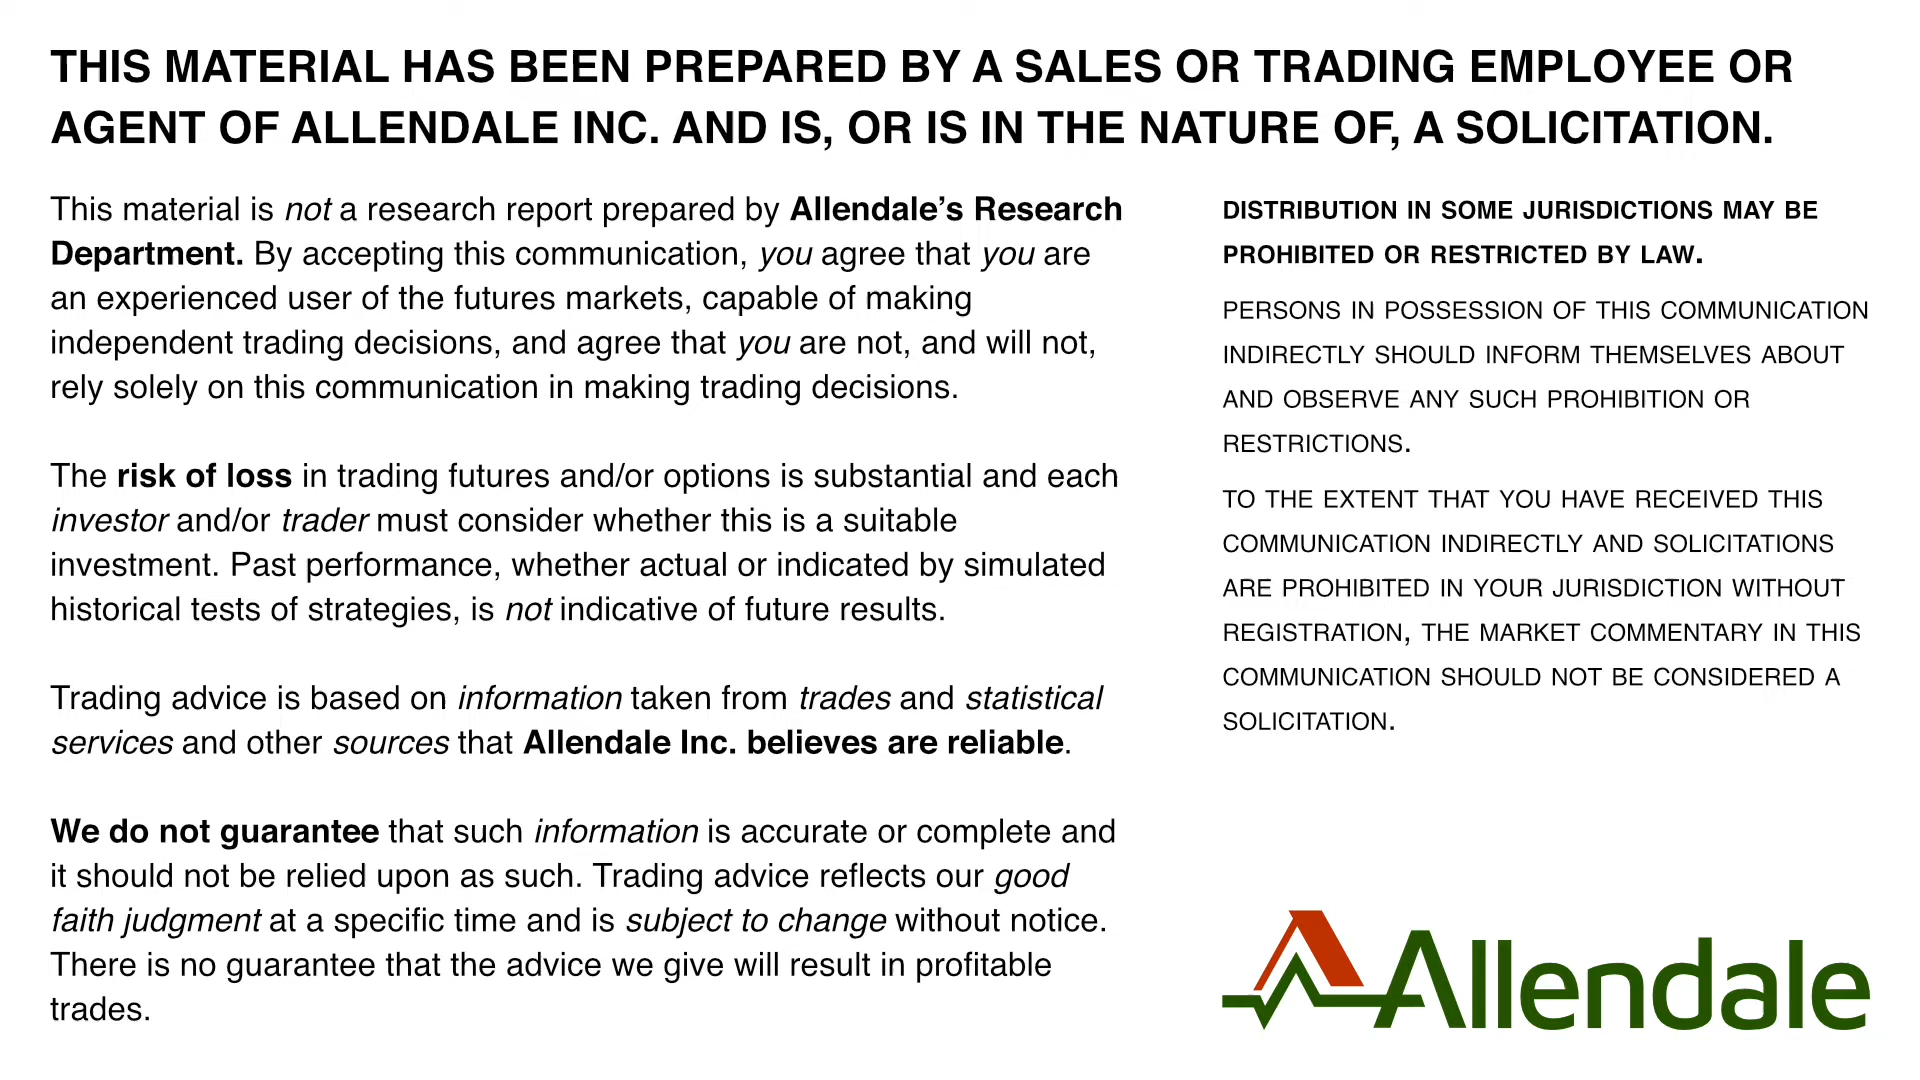 THIS MATERIAL HAS BEEN PREPARED BY A SALES OR TRADING EMPLOYEE OR
AGENT OF ALLENDALE INC. AND IS, OR IS IN THE NATURE OF, A SOLICITATION.
This material is not a research report prepared by Allendale’s Research
Department. By accepting this communication, you agree that you are
an experienced user of the futures markets, capable of making
independent trading decisions, and agree that you are not, and will not,
rely solely on this communication in making trading decisions.
The risk of loss in trading futures and/or options is substantial and each
investor and/or trader must consider whether this is a suitable
investment. Past performance, whether actual or indicated by simulated
historical tests of strategies, is not indicative of future results.
Trading advice is based on information taken from trades and statistical
services and other sources that Allendale Inc. believes are reliable.
We do not guarantee that such information is accurate or complete and
it should not be relied upon as such. Trading advice reflects our good
faith judgment at a specific time and is subject to change without notice.
There is no guarantee that the advice we give will result in profitable
trades.
DISTRIBUTION IN SOME JURISDICTIONS MAY BE
PROHIBITED OR RESTRICTED BY LAW.
PERSONS IN POSSESSION OF THIS COMMUNICATION
INDIRECTLY SHOULD INFORM THEMSELVES ABOUT
AND OBSERVE ANY SUCH PROHIBITION OR
RESTRICTIONS.
TO THE EXTENT THAT YOU HAVE RECEIVED THIS
COMMUNICATION INDIRECTLY AND SOLICITATIONS
ARE PROHIBITED IN YOUR JURISDICTION WITHOUT
REGISTRATION, THE MARKET COMMENTARY IN THIS
COMMUNICATION SHOULD NOT BE CONSIDERED A
SOLICITATION.
Allendale